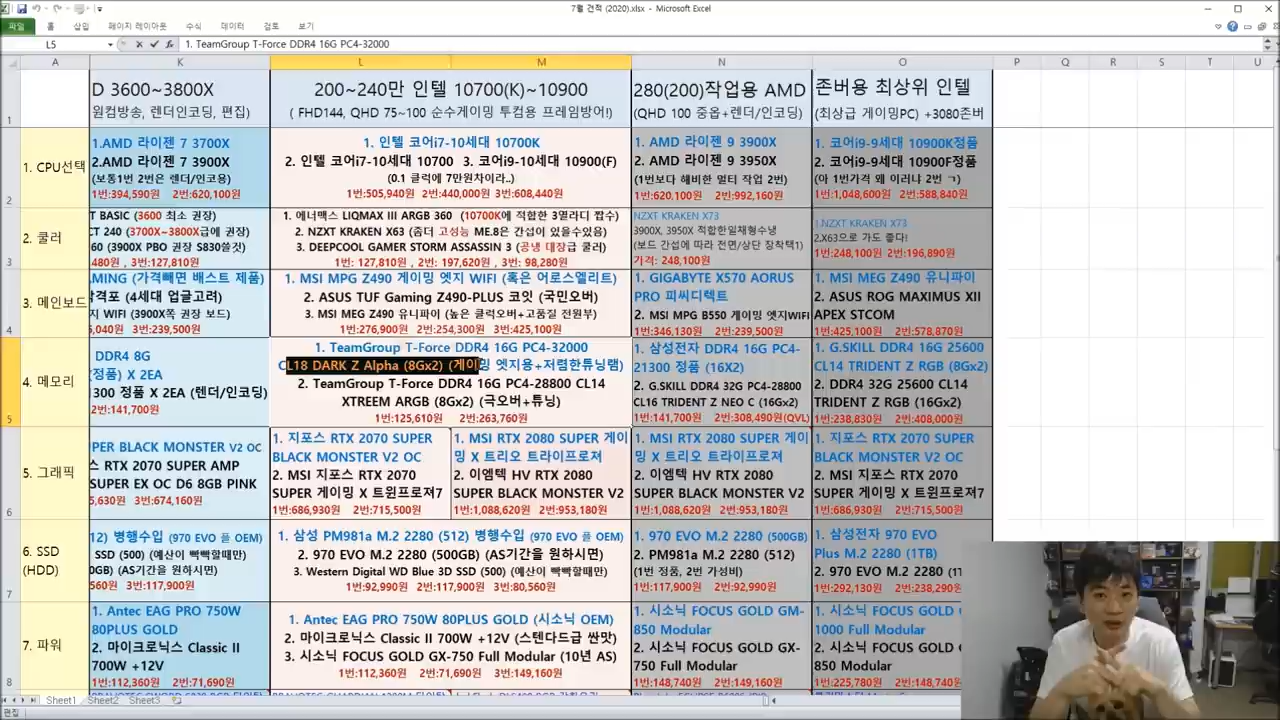 7월 견적 (2020).xlsx - Microsoft Excel
파일 홈 삽입 페이지 레이아웃 수식 데이터 검토 보기
L5 fx 1. TeamGroup T-Force DDR4 16G PC4-32000
A K L M N O P Q R S T U
1
D 3600~3800X
원컴방송, 렌더인코딩, 편집)
200~240만 인텔 10700(K)~10900
( FHD144, QHD 75~100 순수게이밍 투컴용 프레임방어!)
280(200)작업용 AMD
(QHD 100 중옵+렌더/인코딩)
존버용 최상위 인텔
(최상급 게이밍PC) +3080존버
2
1. CPU선택
1.AMD 라이젠 7 3700X
2.AMD 라이젠 7 3900X
(보통1번 2번은 렌더/인코용)
1번:394,590원 2번:620,100원
1. 인텔 코어i7-10세대 10700K
2. 인텔 코어i7-10세대 10700 3. 코어i9-10세대 10900(F)
(0.1 클럭에 7만원차이라..)
1번:505,940원 2번:440,000원 3번:608,440원
1. AMD 라이젠 9 3900X
2. AMD 라이젠 9 3950X
(1번보다 해비한 멀티 작업 2번)
1번:620,100원 2번:992,160원
1. 코어i9-9세대 10900K정품
2. 코어i9-9세대 10900F정품
(아 1번가격 왜 이러냐 2번 ㄱ)
1번:1,048,600원 2번:588,840원
3
2. 쿨러
T BASIC (3600 최소 권장)
CT 240 (3700X~3800X급에 권장)
60 (3900X PBO 권장 S830쓸것)
480원 , 3번:127,810원
1. 에너맥스 LIQMAX III ARGB 360 (10700K에 적합한 3열라디 짭수)
2. NZXT KRAKEN X63 (좀더 고성능 ME.8은 간섭이 있을수있음)
3. DEEPCOOL GAMER STORM ASSASSIN 3 (공냉 대장급 쿨러)
1번: 127,810원 , 2번: 197,620원 , 3번: 98,280원
NZXT KRAKEN X73
3900X, 3950X 적합한일체형수냉
(보드 간섭에 따라 전면/상단 장착택1)
가격: 248,100원
1.NZXT KRAKEN X73
2.X63으로 가도 좋다!
1번:248,100원 2번:196,890원
4
3. 메인보드
MING (가격빼면 배스트 제품)
박격포 (4세대 업글고려)
지 WIFI (3900X쪽 권장 보드)
5,040원 3번:239,500원
1. MSI MPG Z490 게이밍 엣지 WIFI (혹은 어로스엘리트)
2. ASUS TUF Gaming Z490-PLUS 코잇 (국민오버)
3. MSI MEG Z490 유니파이 (높은 클럭오버+고품질 전원부)
1번:276,900원 2번:254,300원 3번:425,100원
1. GIGABYTE X570 AORUS
PRO 피씨디렉트
2. MSI MPG B550 게이밍 엣지WIFI
1번:346,130원 2번:239,500원
1. MSI MEG Z490 유니파이
2. ASUS ROG MAXIMUS XII
APEX STCOM
1번:425,100원 2번:578,870원
5
4. 메모리
DDR4 8G
(정품) X 2EA
1300 정품 X 2EA (렌더/인코딩)
2번:141,700원
1. TeamGroup T-Force DDR4 16G PC4-32000
CL18 DARK Z Alpha (8Gx2) (게이밍 엣지용+저렴한튜닝램)
2. TeamGroup T-Force DDR4 16G PC4-28800 CL14
XTREEM ARGB (8Gx2) (극오버+튜닝)
1번:125,610원 2번:263,760원
1. 삼성전자 DDR4 16G PC4-
21300 정품 (16X2)
2. G.SKILL DDR4 32G PC4-28800
CL16 TRIDENT Z NEO C (16Gx2)
1번:141,700원 2번:308,490원(QVL)
1. G.SKILL DDR4 16G 25600
CL14 TRIDENT Z RGB (8Gx2)
2. DDR4 32G 25600 CL14
TRIDENT Z RGB (16Gx2)
1번:238,830원 2번:408,000원
6
5. 그래픽
PER BLACK MONSTER V2 OC
스 RTX 2070 SUPER AMP
SUPER EX OC D6 8GB PINK
5,630원 3번:674,160원
1. 지포스 RTX 2070 SUPER
BLACK MONSTER V2 OC
2. MSI 지포스 RTX 2070
SUPER 게이밍 X 트윈프로져7
1번:686,930원 2번:715,500원
1. MSI RTX 2080 SUPER 게이
밍 X 트리오 트라이프로져
2. 이엠텍 HV RTX 2080
SUPER BLACK MONSTER V2
1번:1,088,620원 2번:953,180원
1. MSI RTX 2080 SUPER 게이
밍 X 트리오 트라이프로져
2. 이엠텍 HV RTX 2080
SUPER BLACK MONSTER V2
1번:1,088,620원 2번:953,180원
1. 지포스 RTX 2070 SUPER
BLACK MONSTER V2 OC
2. MSI 지포스 RTX 2070
SUPER 게이밍 X 트윈프로져7
1번:686,930원 2번:715,500원
7
6. SSD
(HDD)
12) 병행수입 (970 EVO 플 OEM)
SSD (500) (예산이 빡빡할때만)
0GB) (AS기간을 원하시면)
560원 3번:117,900원
1. 삼성 PM981a M.2 2280 (512) 병행수입 (970 EVO 플 OEM)
2. 970 EVO M.2 2280 (500GB) (AS기간을 원하시면)
3. Western Digital WD Blue 3D SSD (500) (예산이 빡빡할때만)
1번:92,990원 2번:117,900원 3번:80,560원
1. 970 EVO M.2 2280 (500GB)
2. PM981a M.2 2280 (512)
(1번 정품, 2번 가성비)
1번:117,900원 2번:92,990원
1. 삼성전자 970 EVO
Plus M.2 2280 (1TB)
2. 970 EVO M.2 (1T
1번:292,130원 2번:238,290원
8
7. 파워
1. Antec EAG PRO 750W
80PLUS GOLD
2. 마이크로닉스 Classic II
700W +12V
1번:112,360원 2번:71,690원
1. Antec EAG PRO 750W 80PLUS GOLD (시소닉 OEM)
2. 마이크로닉스 Classic II 700W +12V (스텐다드급 싼맛)
3. 시소닉 FOCUS GOLD GX-750 Full Modular (10년 AS)
1번:112,360원 2번:71,690원 3번:149,160원
1. 시소닉 FOCUS GOLD GM-
850 Modular
2. 시소닉 FOCUS GOLD GX-
750 Full Modular
1번:148,740원 2번:149,160원
1. 시소닉 FOCUS GOLD G
1000 Full Modular
2. 시소닉 FOCUS GOLD G
850 Modular
1번:225,780원 2번:148,740원
Sheet1 Sheet2 Sheet3
편집